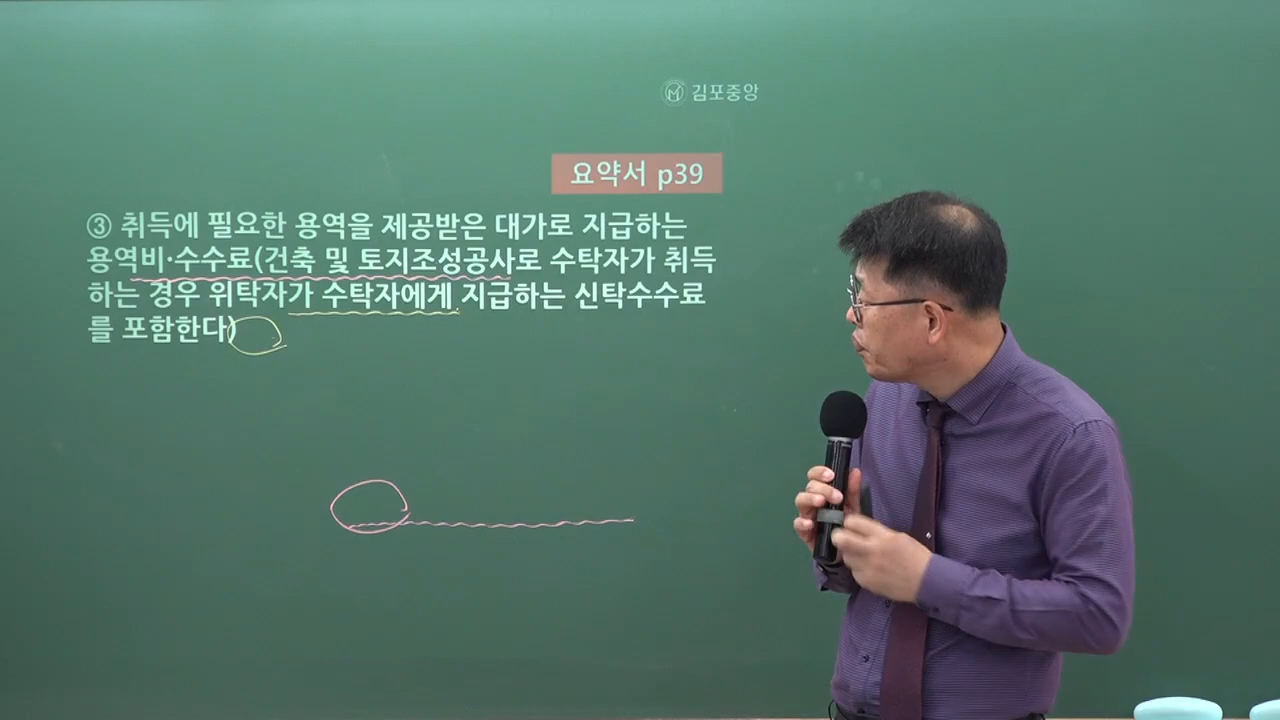 김포중앙
요약서 p39
③ 취득에 필요한 용역을 제공받은 대가로 지급하는
용역비·수수료(건축 및 토지조성공사로 수탁자가 취득
하는 경우 위탁자가 수탁자에게 지급하는 신탁수수료
를 포함한다)